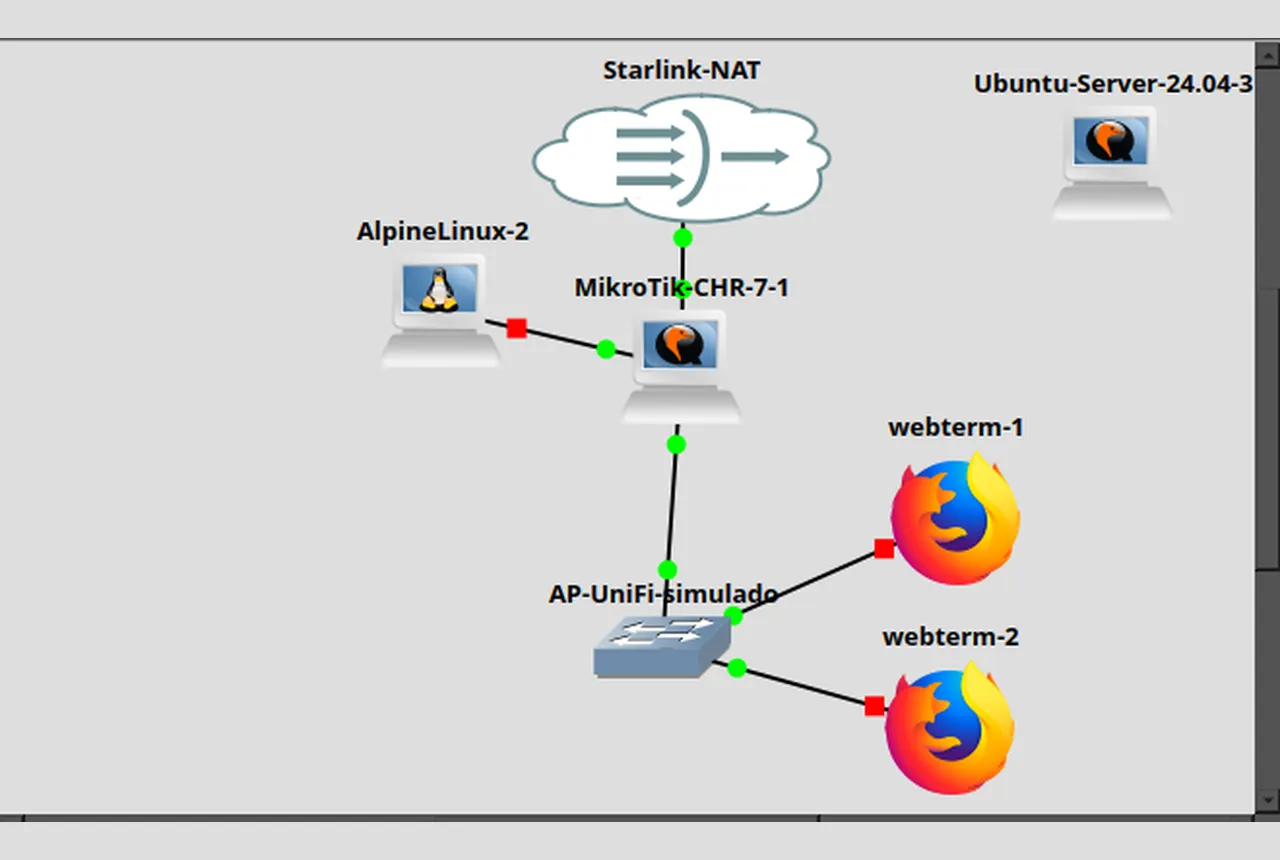 Starlink-NAT
Ubuntu-Server-24.04-3
AlpineLinux-2
MikroTik-CHR-7-1
webterm-1
AP-UniFi-simulado
webterm-2